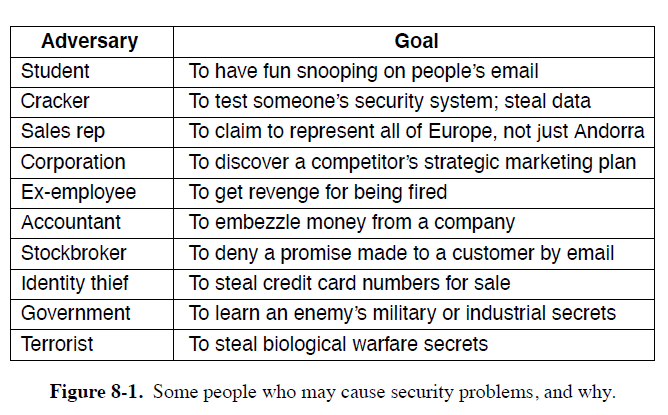 Adversary Goal
Student To have fun snooping on people’s email
Cracker To test someone’s security system; steal data
Sales rep To claim to represent all of Europe, not just Andorra
Corporation To discover a competitor’s strategic marketing plan
Ex-employee To get revenge for being fired
Accountant To embezzle money from a company
Stockbroker To deny a promise made to a customer by email
Identity thief To steal credit card numbers for sale
Government To learn an enemy’s military or industrial secrets
Terrorist To steal biological warfare secrets
Figure 8-1. Some people who may cause security problems, and why.